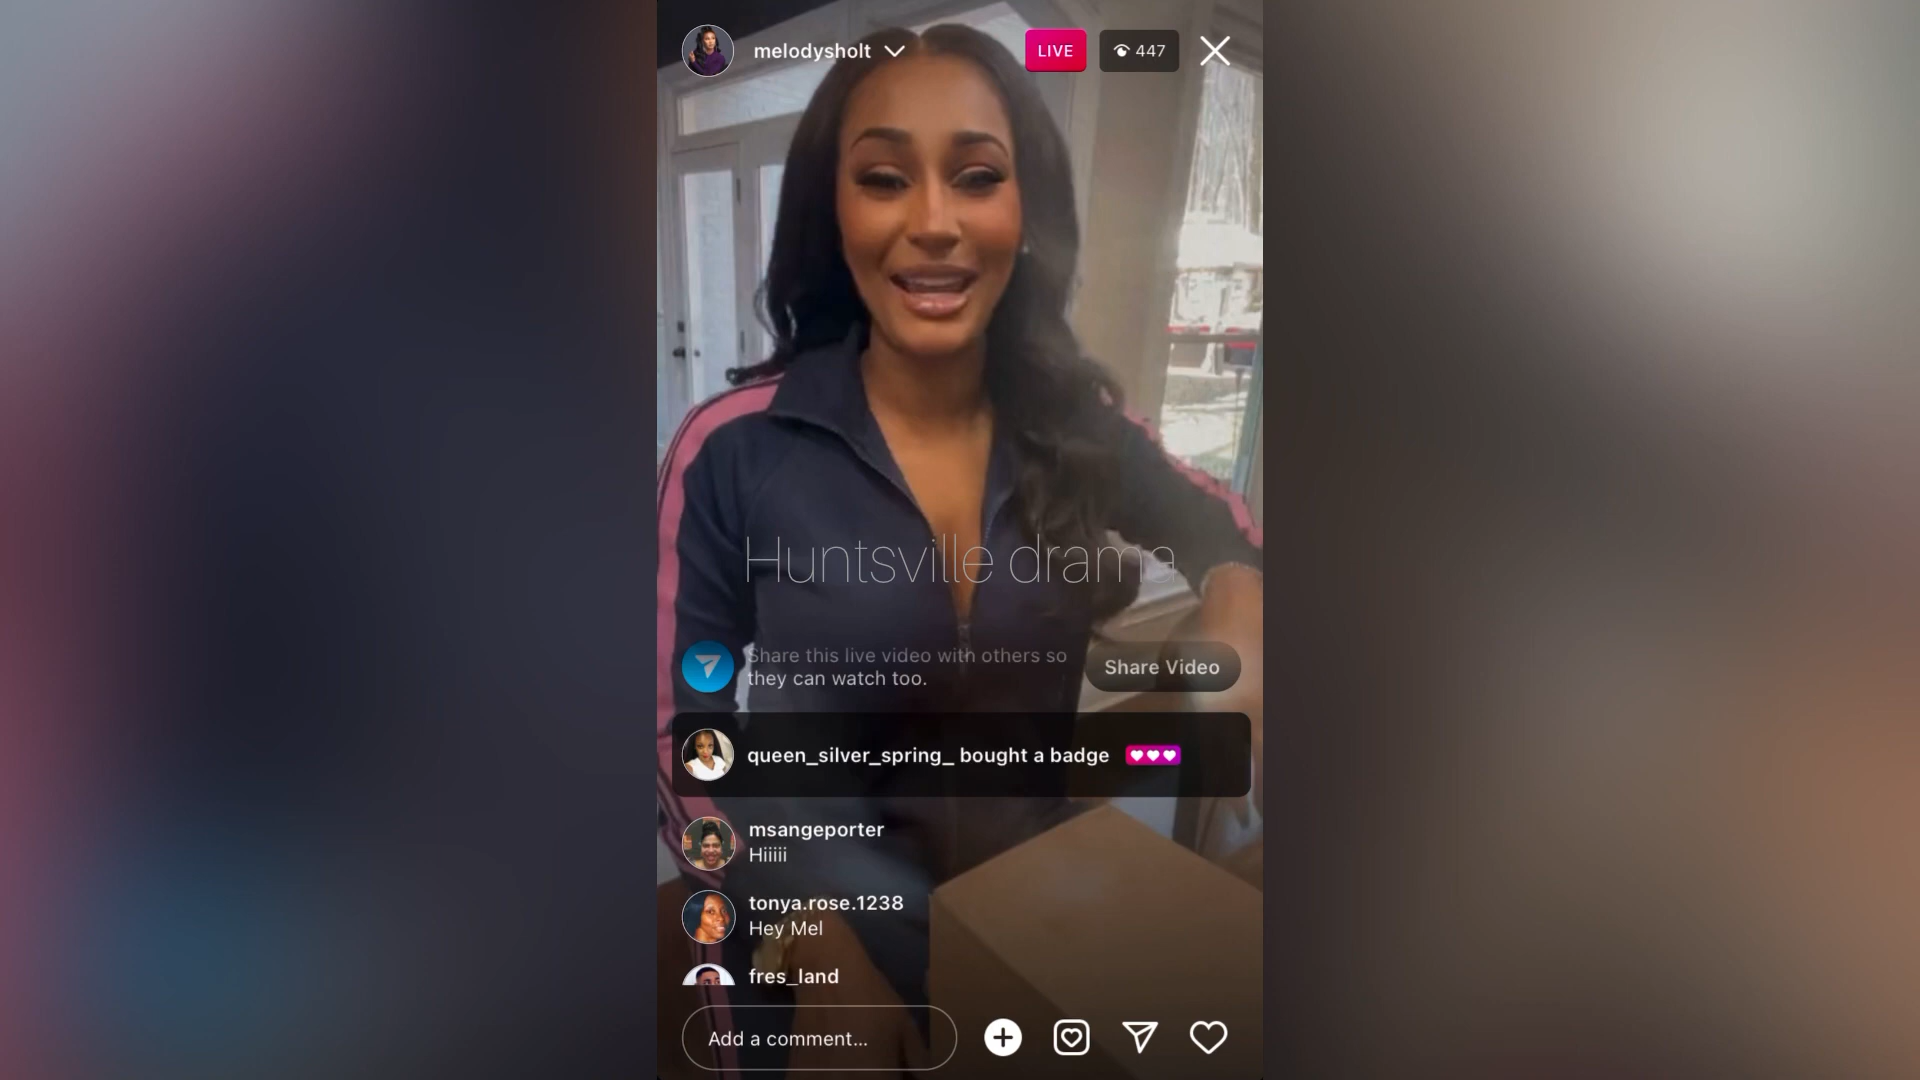 melodysholt
LIVE
447
Huntsville drama
Share this live video with others so
they can watch too.
Share Video
queen_silver_spring_ bought a badge
msangeporter
Hiiiii
tonya.rose.1238
Hey Mel
fres_land
Add a comment...